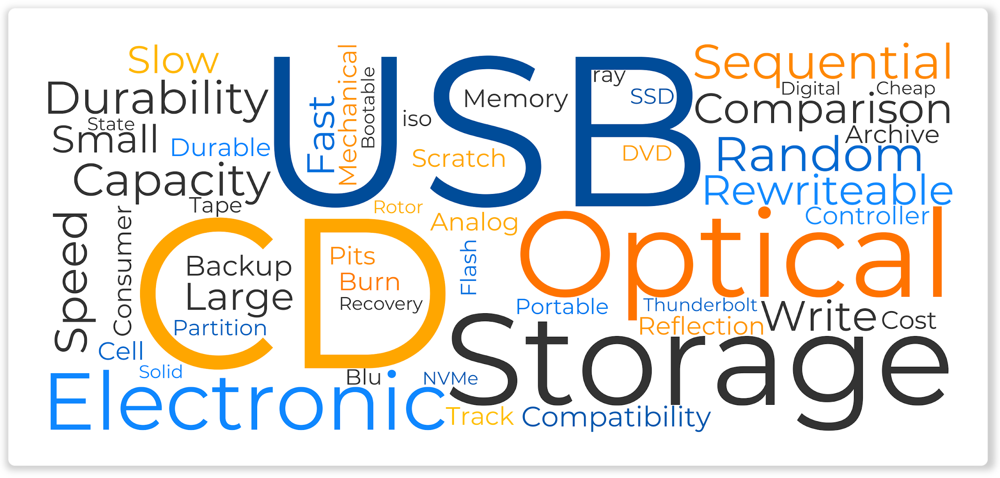 Slow
Durability
State
Small
Durable
Capacity
Tape
USB
Fast
Mechanical
Bootable
iso
Memory
Scratch
ray
SSD
DVD
Sequential
Digital
Cheap
Comparison
Archive
Random
Rewriteable
Controller
Speed
Consumer
CD
Backup
Large
Partition
Pits
Burn
Recovery
Rotor
Analog
Flash
Optical
Portable
Thunderbolt
Reflection
Write
Cost
Storage
Cell
Solid
Electronic
Blu
NVMe
Track
Compatibility